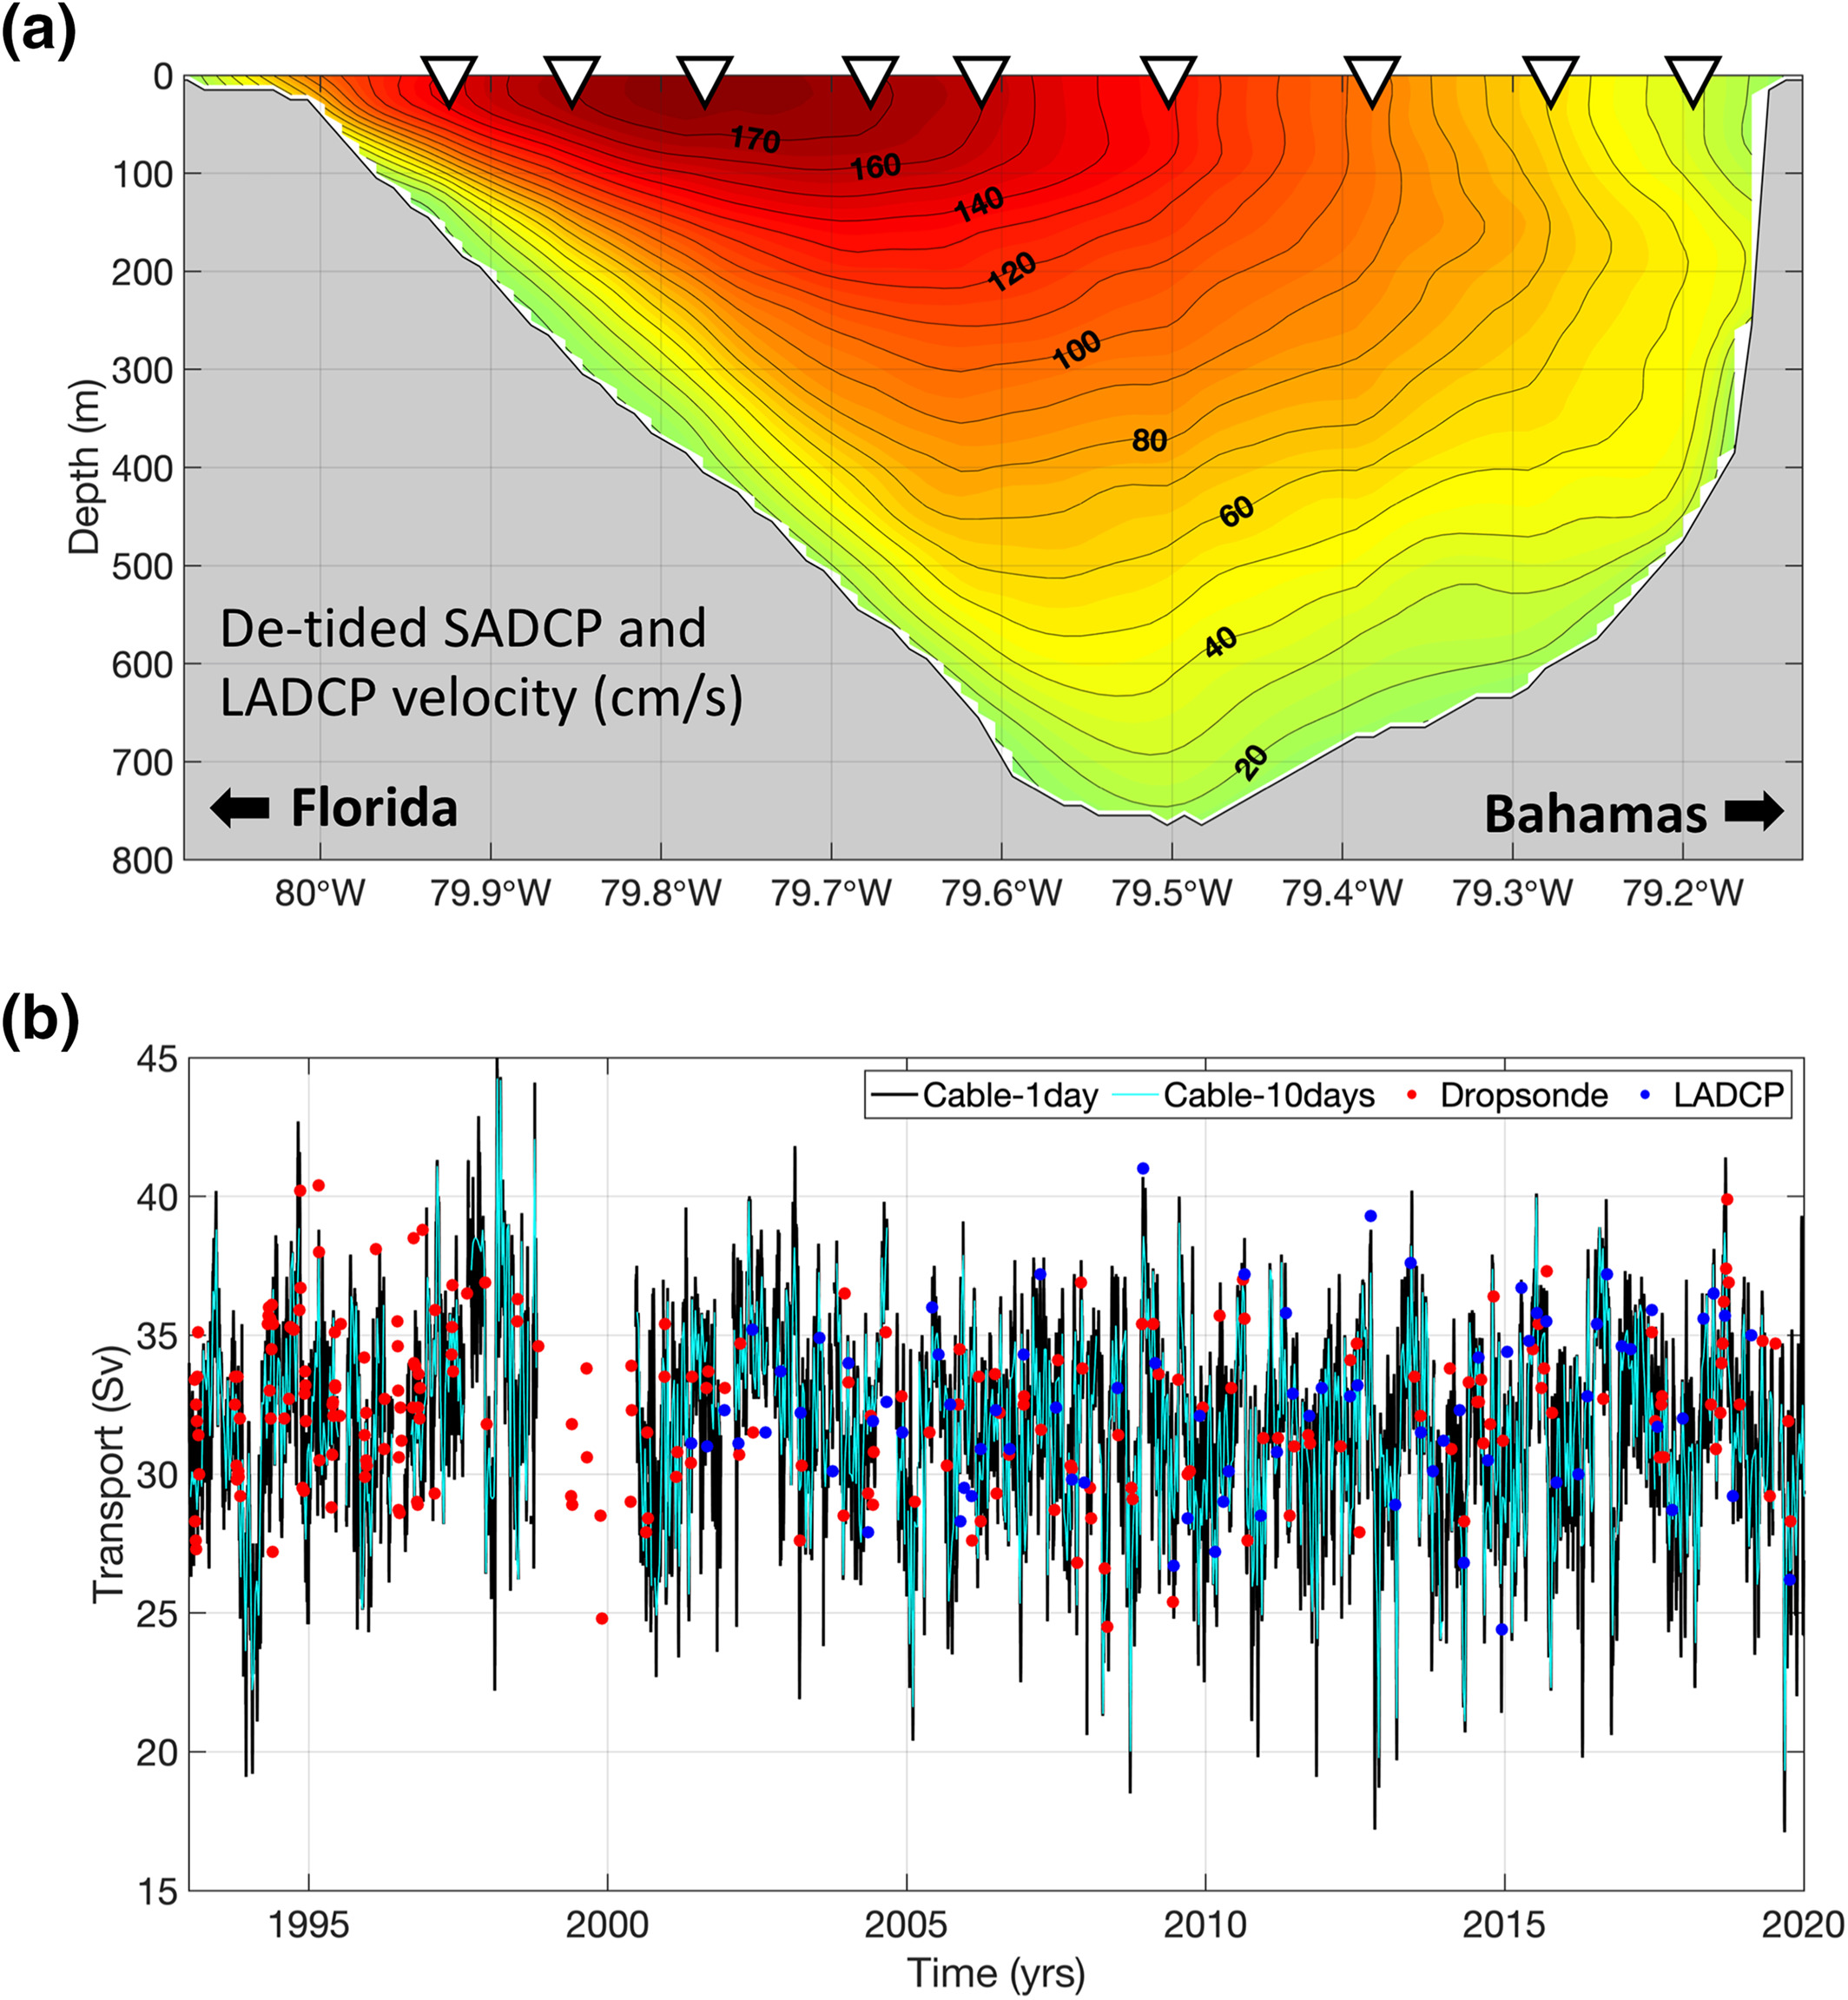 (a)
0
100
200
300
400
500
600
700
800
Depth (m)
170
160
140
120
100
80
60
40
20
De-tided SADCP and
LADCP velocity (cm/s)
Florida
Bahamas
80°W 79.9°W 79.8°W 79.7°W 79.6°W 79.5°W 79.4°W 79.3°W 79.2°W
(b)
45
40
35
30
25
20
15
Transport (Sv)
Cable-1day Cable-10days Dropsonde LADCP
1995 2000 2005 2010 2015 2020
Time (yrs)